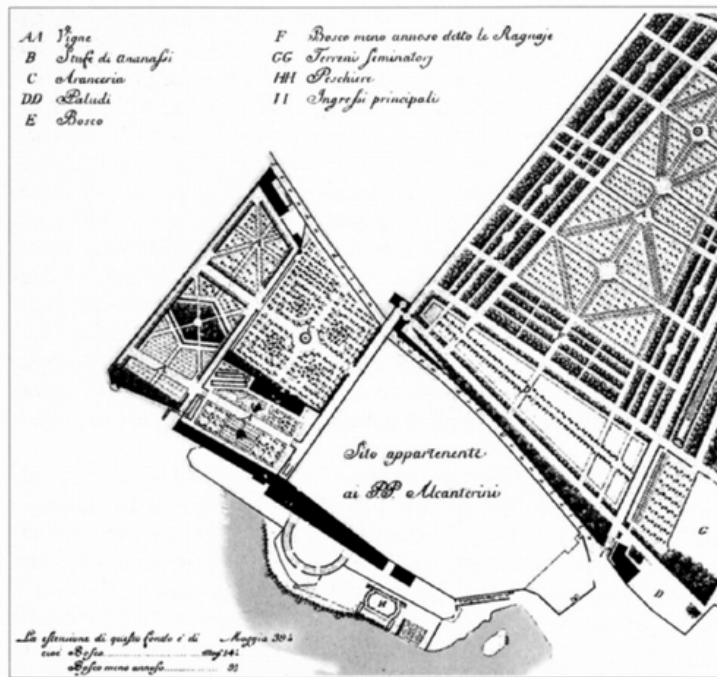 AA Vigne
B Stufe di ananassi
C Aranceria
DD Paludi
E Bosco
F Bosco meno annoso detto le Ragnaje
GG Terreni seminatorj
HH Peschiere
II Ingressi principali
Sito appartenente
ai P.P. Alcanterini
G
D
H
La estensione di questo fondo è di Moggia 394
cioè Bosco
Bosco meno annoso